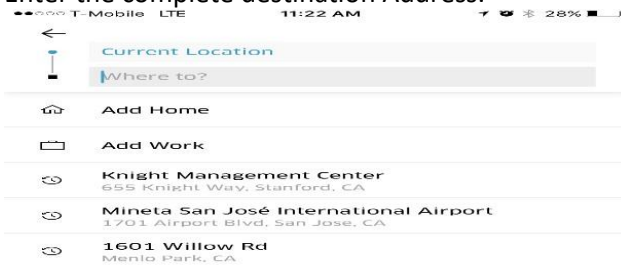 Enter the complete destination Address.
T-Mobile LTE 11:22 AM 28%
Current Location
Where to?
Add Home
Add Work
Knight Management Center
655 Knight Way, Stanford, CA
Mineta San José International Airport
1701 Airport Blvd, San Jose, CA
1601 Willow Rd
Menlo Park, CA